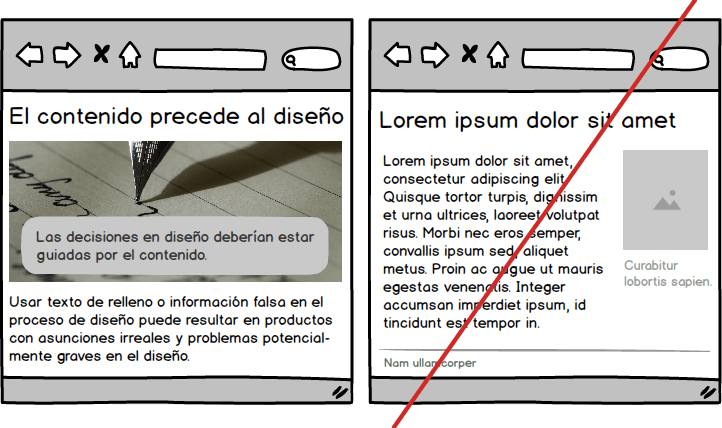 El contenido precede al diseño
Las decisiones en diseño deberían estar
guiadas por el contenido.
Usar texto de relleno o información falsa en el
proceso de diseño puede resultar en productos
con asunciones irreales y problemas potencial-
mente graves en el diseño.
Lorem ipsum dolor sit amet
Lorem ipsum dolor sit amet,
consectetur adipiscing elit.
Quisque tortor turpis, dignissim
et urna ultrices, laoreet volutpat
risus. Morbi nec eros semper,
convallis ipsum sed, aliquet
metus. Proin ac augue ut mauris
egestas venenatis. Integer
accumsan imperdiet ipsum, id
tincidunt est tempor in.
Curabitur
lobortis sapien.
Nam ullamcorper